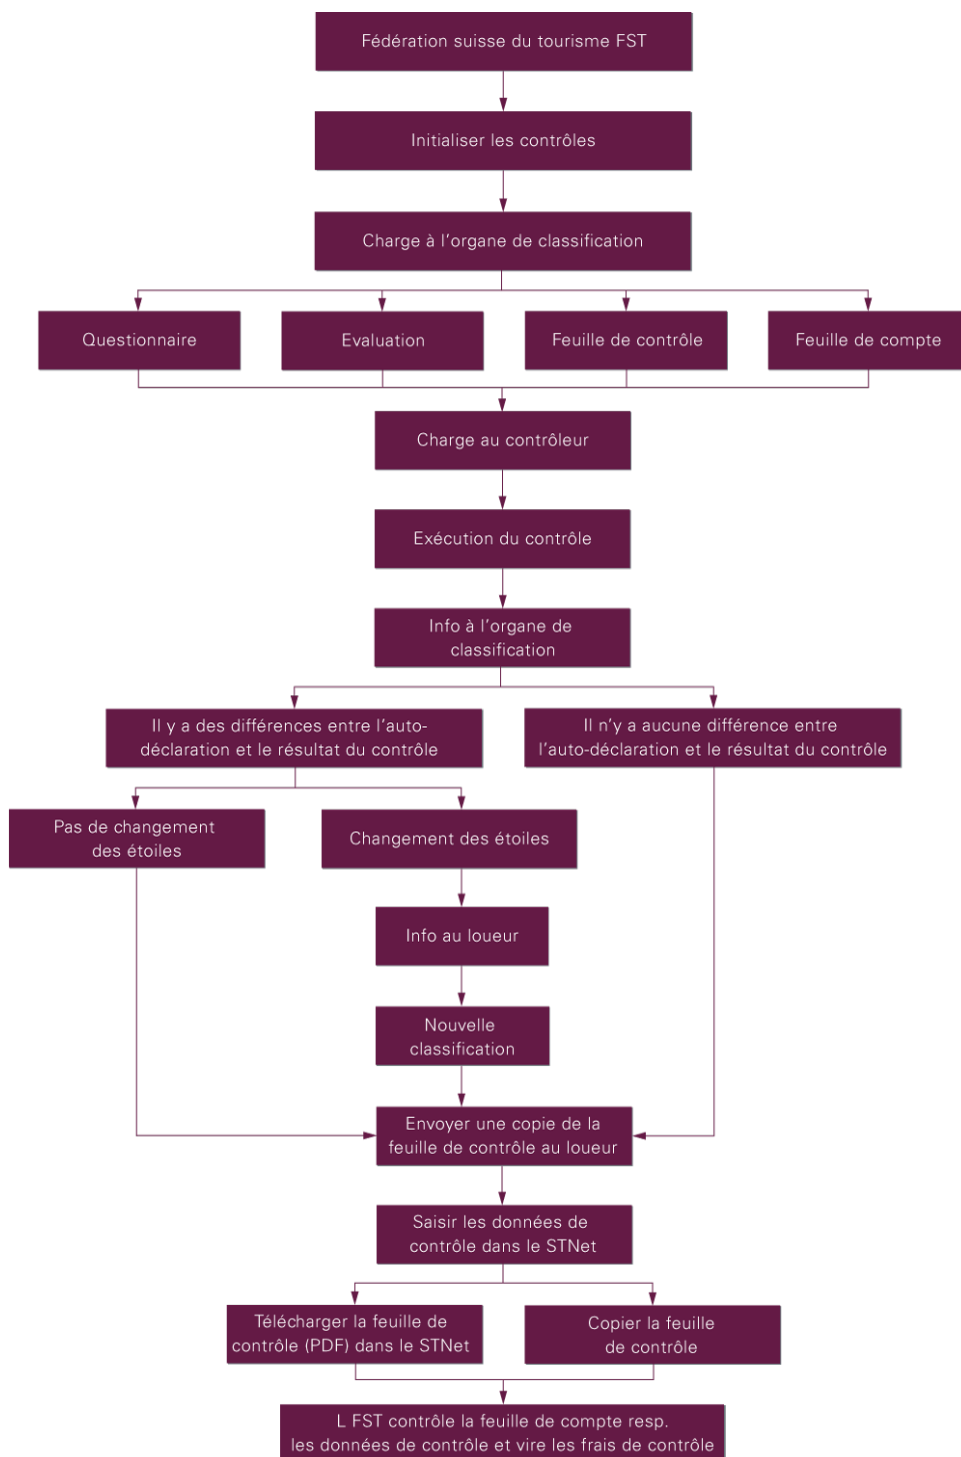 Fédération suisse du tourisme FST
Initialiser les contrôles
Charge à l'organe de classification
Questionnaire
Evaluation
Feuille de contrôle
Feuille de compte
Charge au contrôleur
Exécution du contrôle
Info à l'organe de
classification
Il y a des différences entre l'auto-
déclaration et le résultat du contrôle
Il n'y a aucune différence entre
l'auto-déclaration et le résultat du contrôle
Pas de changement
des étoiles
Changement des étoiles
Info au loueur
Nouvelle
classification
Envoyer une copie de la
feuille de contrôle au loueur
Saisir les données de
contrôle dans le STNet
Télécharger la feuille de
contrôle (PDF) dans le STNet
Copier la feuille
de contrôle
L FST contrôle la feuille de compte resp.
les données de contrôle et vire les frais de contrôle